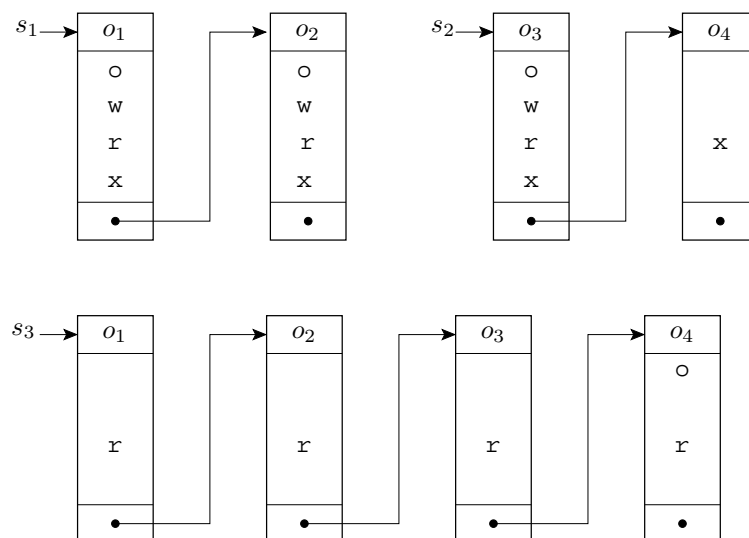 s₁ o₁ o₂ s₂ o₃ o₄
o o o
w w w
r r r x
x x x
s₃ o₁ o₂ o₃ o₄
o
r r r r